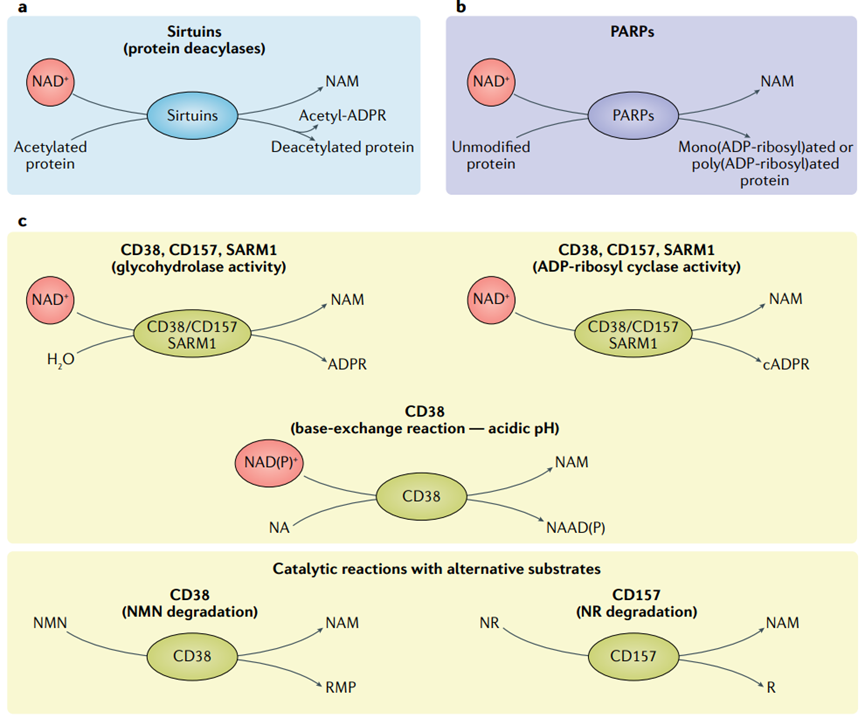 a
Sirtuins
(protein deacylases)
NAD⁺
NAM
Sirtuins
Acetyl-ADPR
Acetylated
protein
Deacetylated protein
b
PARPs
NAD⁺
NAM
PARPs
Unmodified
protein
Mono(ADP-ribosyl)ated or
poly(ADP-ribosyl)ated
protein
c
CD38, CD157, SARM1
(glycohydrolase activity)
NAD⁺
NAM
CD38/CD157
SARM1
H₂O
ADPR
CD38, CD157, SARM1
(ADP-ribosyl cyclase activity)
NAD⁺
NAM
CD38/CD157
SARM1
cADPR
CD38
(base-exchange reaction — acidic pH)
NAD(P)⁺
NAM
CD38
NA
NAAD(P)
Catalytic reactions with alternative substrates
CD38
(NMN degradation)
NMN
NAM
CD38
RMP
CD157
(NR degradation)
NR
NAM
CD157
R